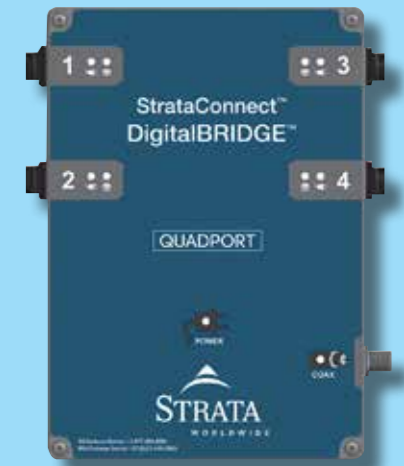 1
3
StrataConnect™
DigitalBRIDGE™
2
4
QUADPORT
POWER
COAX
STRATA
WORLDWIDE